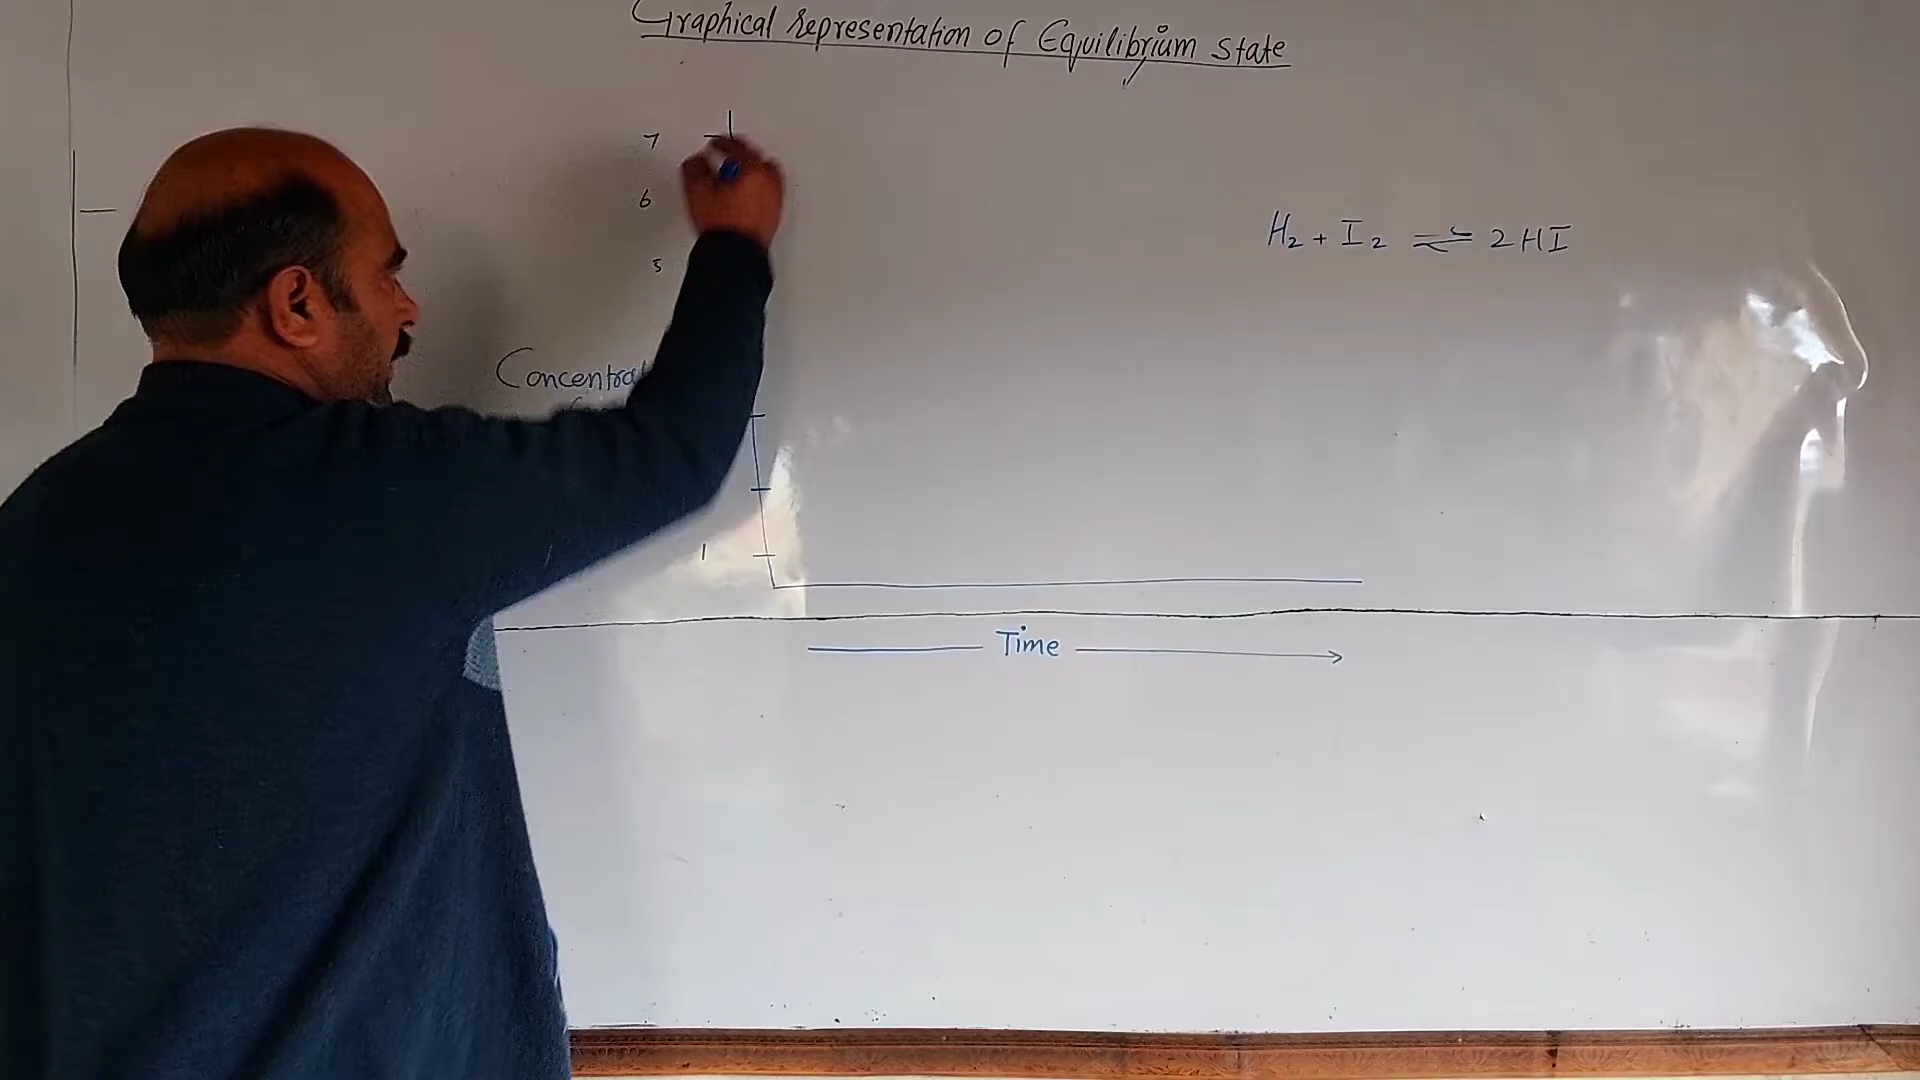 Graphical representation of Equilibrium state
7
6
5
H₂ + I₂ ⇌ 2HI
1
Time